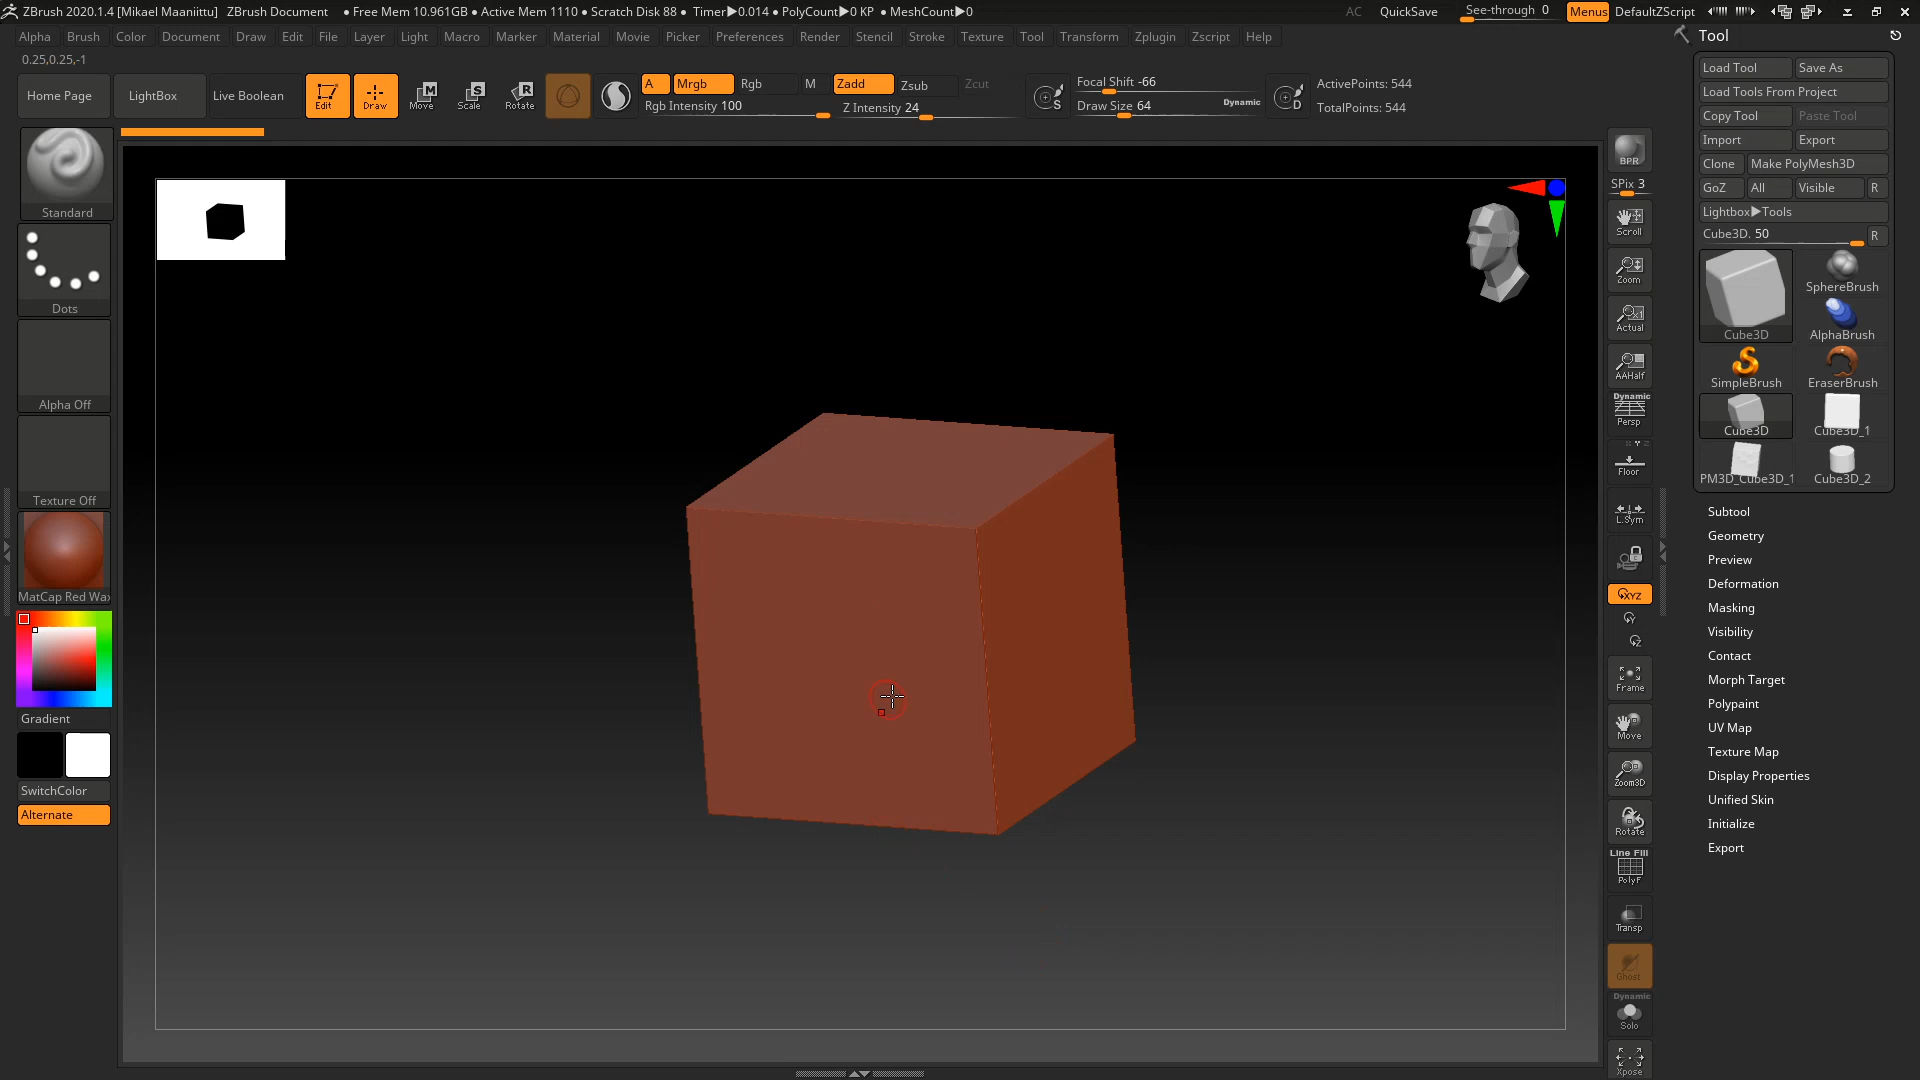 ZBrush 2020.1.4 [Mikael Maaniittu] ZBrush Document ● Free Mem 10.961GB ● Active Mem 1110 ● Scratch Disk 88 ● Timer▶0.014 ● PolyCount▶0 KP ● MeshCount▶0 AC QuickSave See-through 0 Menus DefaultZScript
Alpha Brush Color Document Draw Edit File Layer Light Macro Marker Material Movie Picker Preferences Render Stencil Stroke Texture Tool Transform Zplugin Zscript Help
0.25,0.25,-1
Home Page LightBox Live Boolean Edit Draw Move Scale Rotate
A Mrgb Rgb M Zadd Zsub Zcut
Rgb Intensity 100 Z Intensity 24
S
Focal Shift -66
Draw Size 64 Dynamic
D
ActivePoints: 544
TotalPoints: 544
Standard
Dots
Alpha Off
Texture Off
MatCap Red Wax
Gradient
SwitchColor
Alternate
BPR
SPix 3
Scroll
Zoom
Actual
AAHalf
Dynamic
Persp
Floor
L.Sym
XYZ
Y
Z
Frame
Move
Zoom3D
Rotate
Line Fill
PolyF
Transp
Ghost
Dynamic
Solo
Xpose
Tool
Load Tool Save As
Load Tools From Project
Copy Tool Paste Tool
Import Export
Clone Make PolyMesh3D
GoZ All Visible R
Lightbox▶Tools
Cube3D. 50 R
Cube3D SphereBrush
AlphaBrush
SimpleBrush EraserBrush
Cube3D Cube3D_1
PM3D_Cube3D_1 Cube3D_2
Subtool
Geometry
Preview
Deformation
Masking
Visibility
Contact
Morph Target
Polypaint
UV Map
Texture Map
Display Properties
Unified Skin
Initialize
Export